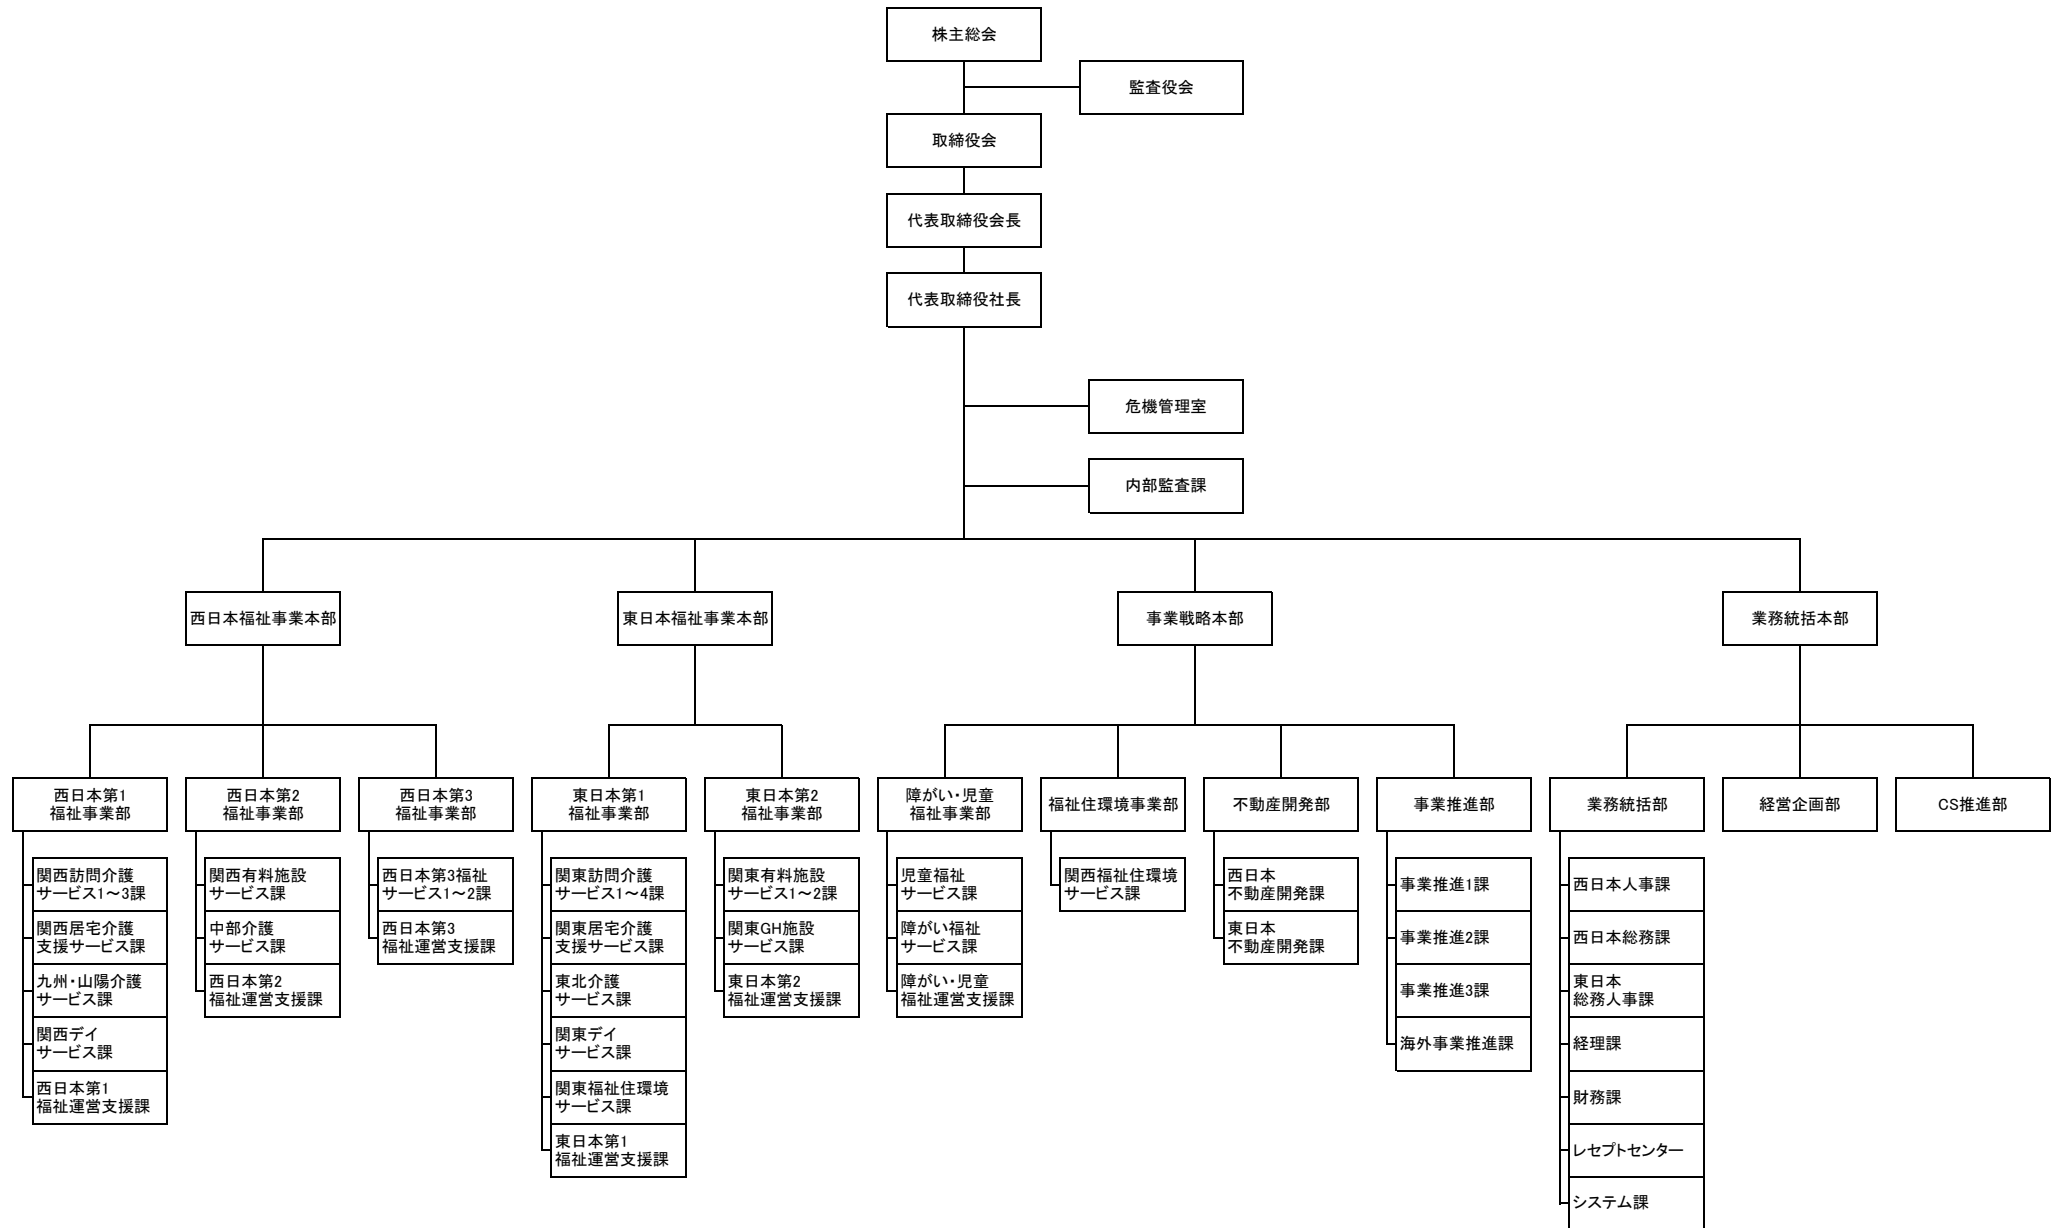 株主総会
監査役会
取締役会
代表取締役会長
代表取締役社長
危機管理室
内部監査課
西日本福祉事業本部
東日本福祉事業本部
事業戦略本部
業務統括本部
西日本第1
福祉事業部
西日本第2
福祉事業部
西日本第3
福祉事業部
東日本第1
福祉事業部
東日本第2
福祉事業部
障がい・児童
福祉事業部
福祉住環境事業部
不動産開発部
事業推進部
業務統括部
経営企画部
CS推進部
関西訪問介護
サービス1～3課
関西居宅介護
支援サービス課
九州・山陽介護
サービス課
関西デイ
サービス課
西日本第1
福祉運営支援課
関西有料施設
サービス課
中部介護
サービス課
西日本第2
福祉運営支援課
西日本第3福祉
サービス1～2課
西日本第3
福祉運営支援課
関東訪問介護
サービス1～4課
関東居宅介護
支援サービス課
東北介護
サービス課
関東デイ
サービス課
関東福祉住環境
サービス課
東日本第1
福祉運営支援課
関東有料施設
サービス1～2課
関東GH施設
サービス課
東日本第2
福祉運営支援課
児童福祉
サービス課
障がい福祉
サービス課
障がい・児童
福祉運営支援課
関西福祉住環境
サービス課
西日本
不動産開発課
東日本
不動産開発課
事業推進1課
事業推進2課
事業推進3課
海外事業推進課
西日本人事課
西日本総務課
東日本
総務人事課
経理課
財務課
レセプトセンター
システム課